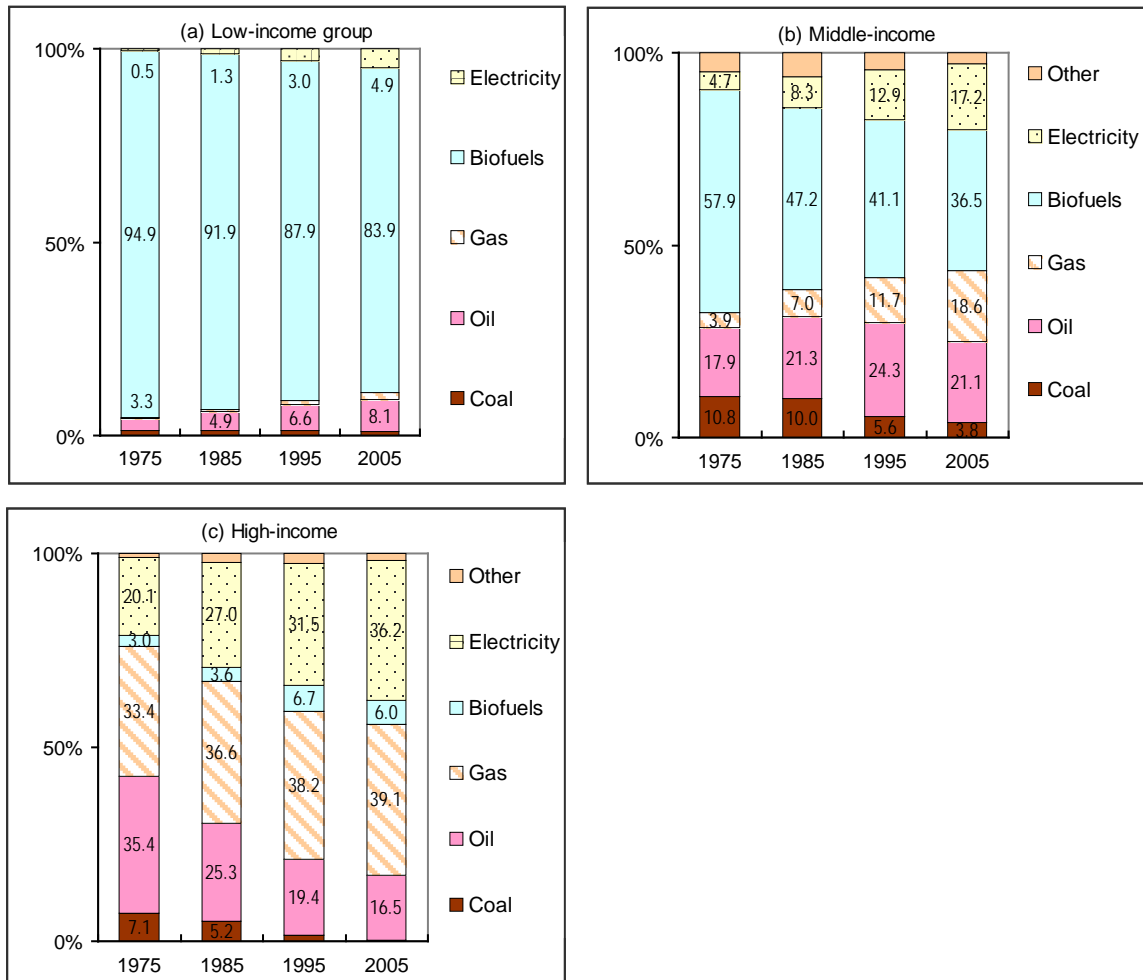 (a) Low-income group
100%
50%
0%
0.5 1.3 3.0 4.9
94.9 91.9 87.9 83.9
3.3 4.9 6.6 8.1
1975 1985 1995 2005
Electricity
Biofuels
Gas
Oil
Coal
(b) Middle-income
100%
50%
0%
4.7 8.3 12.9 17.2
57.9 47.2 41.1 36.5
3.9 7.0 11.7 18.6
17.9 21.3 24.3 21.1
10.8 10.0 5.6 3.8
1975 1985 1995 2005
Other
Electricity
Biofuels
Gas
Oil
Coal
(c) High-income
100%
50%
0%
20.1 27.0 31.5 36.2
3.0 3.6 6.7 6.0
33.4 36.6 38.2 39.1
35.4 25.3 19.4 16.5
7.1 5.2
1975 1985 1995 2005
Other
Electricity
Biofuels
Gas
Oil
Coal